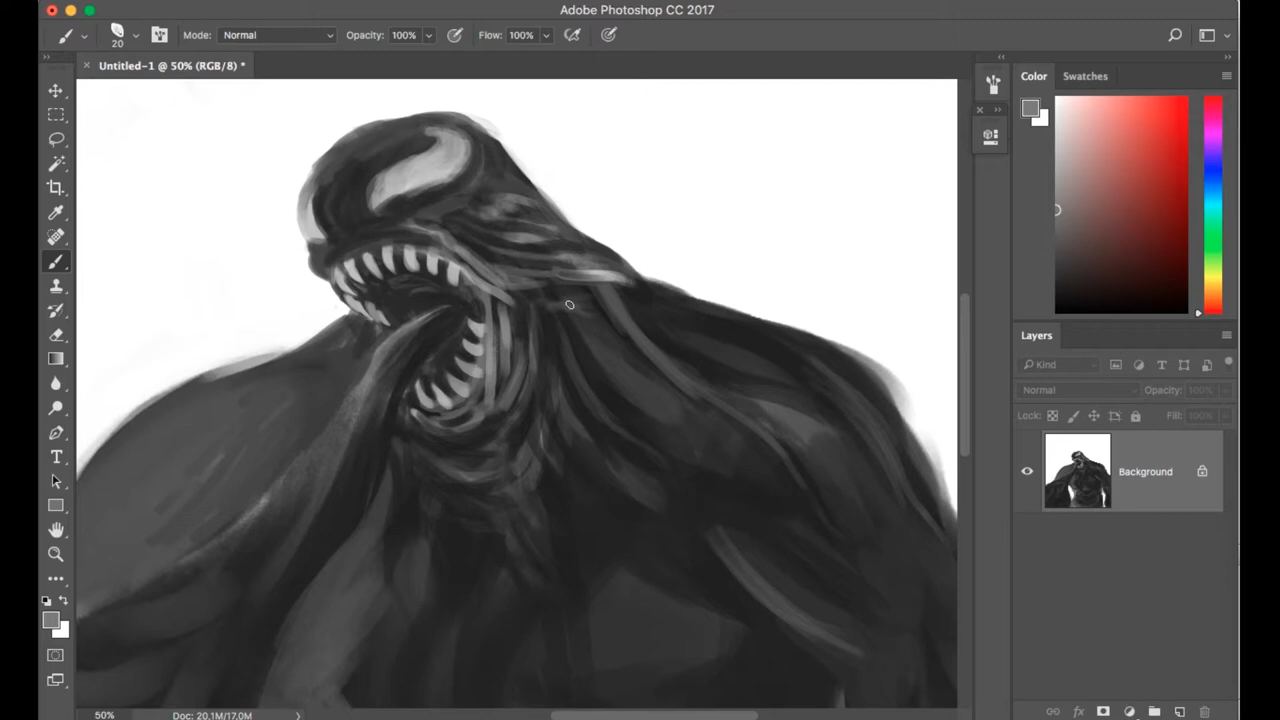 Adobe Photoshop CC 2017
20
Mode: Normal Opacity: 100% Flow: 100%
Untitled-1 @ 50% (RGB/8) *
Color Swatches
Layers
Kind
Normal Opacity: 100%
Lock: Fill: 100%
Background
50% Doc: 20,1M/17,0M